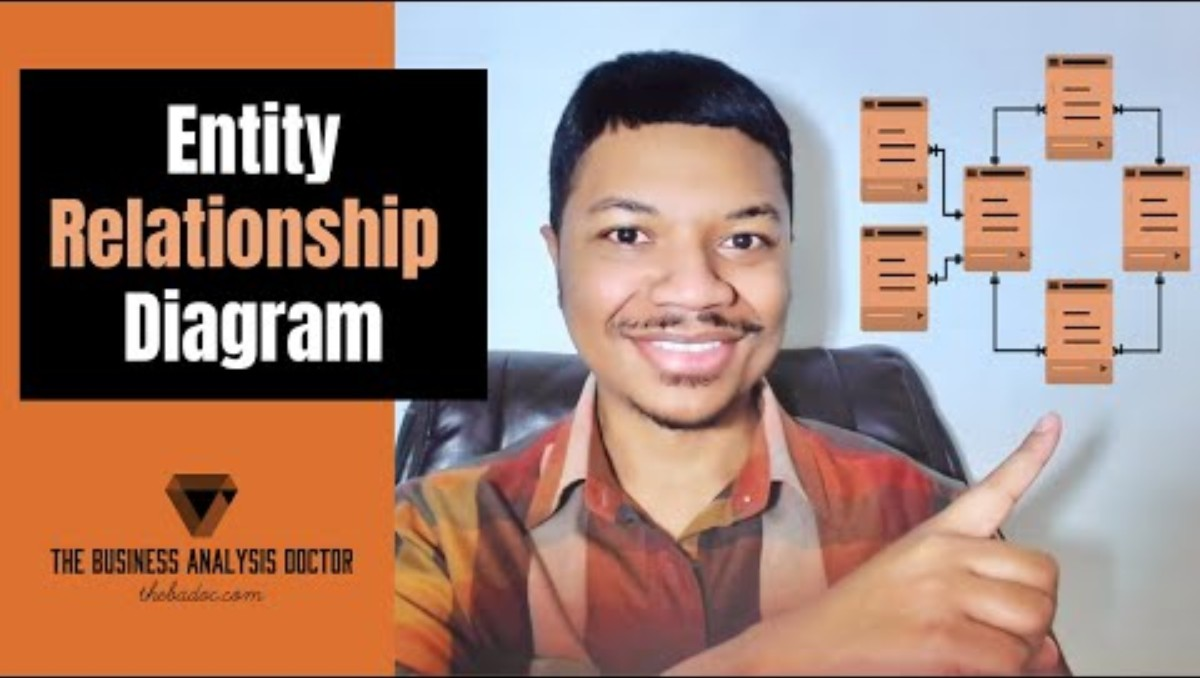 Entity
Relationship
Diagram
THE BUSINESS ANALYSIS DOCTOR
thebadoc.com